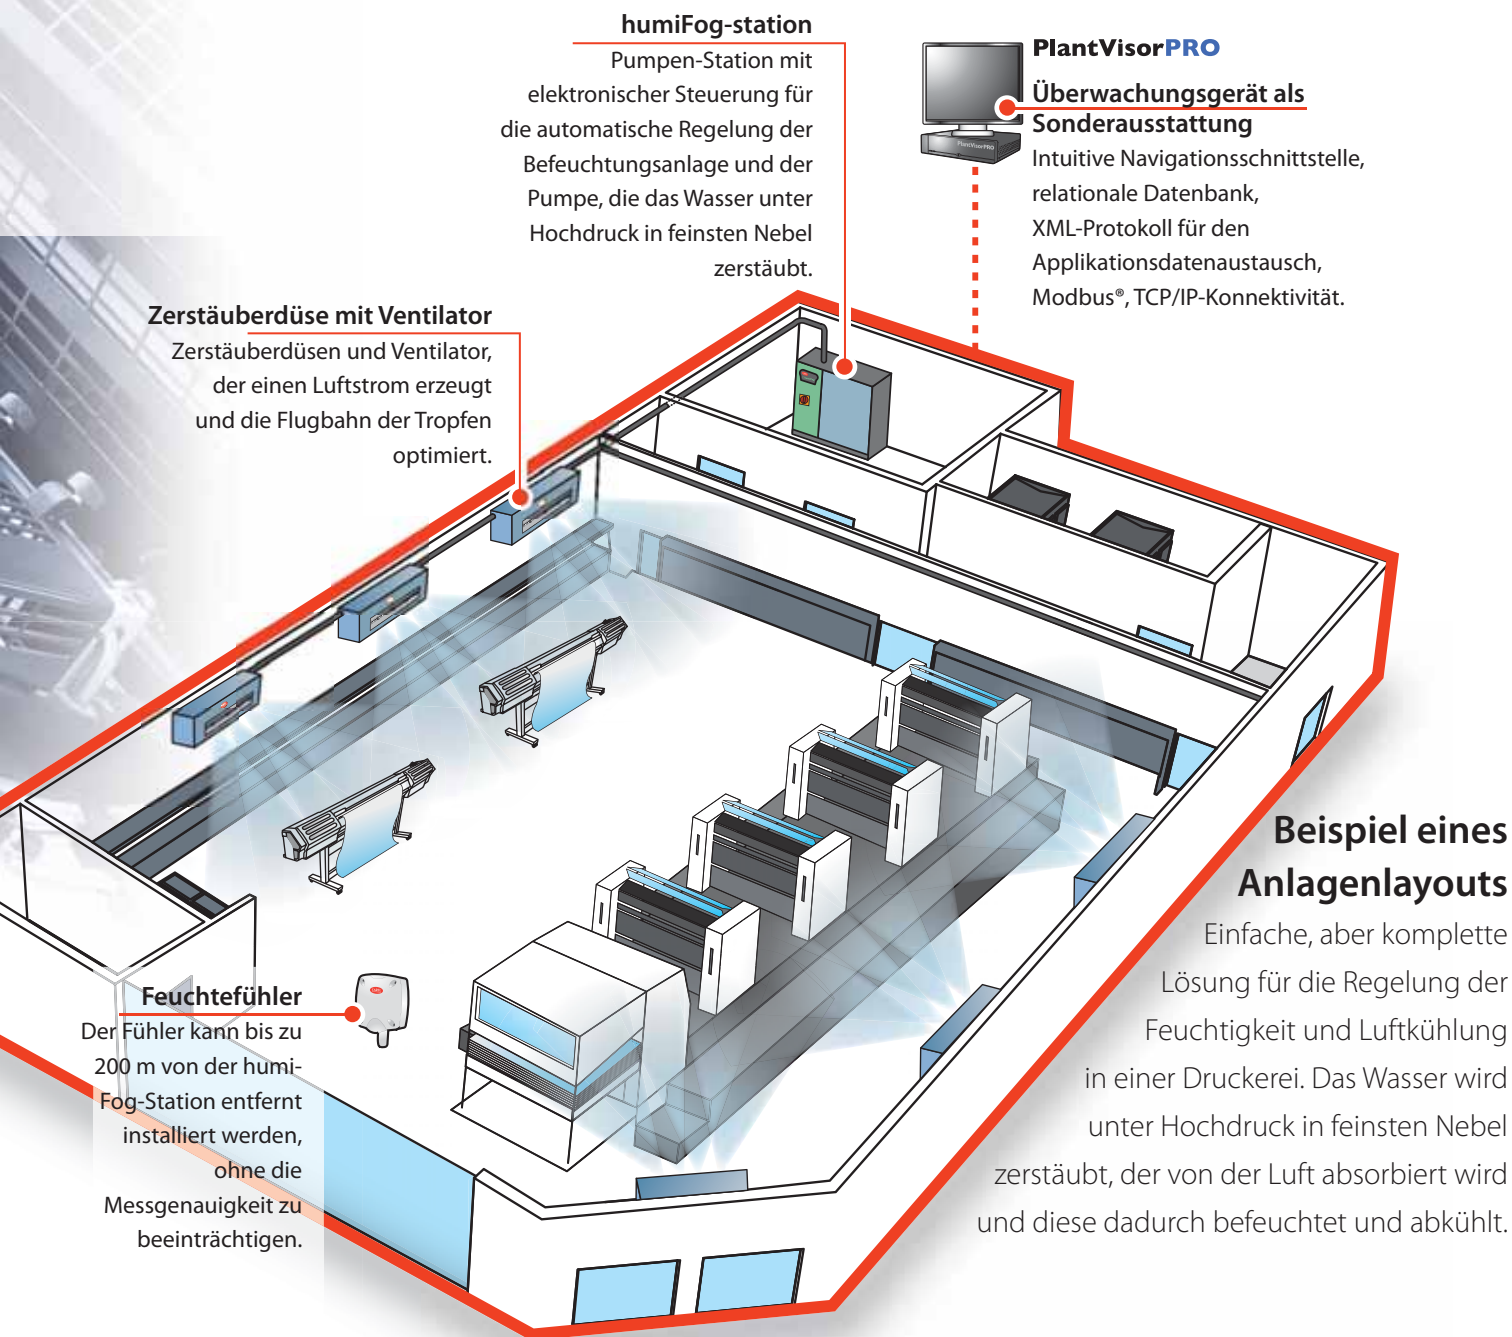 humiFog-station
Pumpen-Station mit
elektronischer Steuerung für
die automatische Regelung der
Befeuchtungsanlage und der
Pumpe, die das Wasser unter
Hochdruck in feinsten Nebel
zerstäubt.
PlantVisorPRO
Überwachungsgerät als
Sonderausstattung
Intuitive Navigationsschnittstelle,
relationale Datenbank,
XML-Protokoll für den
Applikationsdatenaustausch,
Modbus®, TCP/IP-Konnektivität.
PlantVisorPRO
Zerstäuberdüse mit Ventilator
Zerstäuberdüsen und Ventilator,
der einen Luftstrom erzeugt
und die Flugbahn der Tropfen
optimiert.
Feuchtefühler
Der Fühler kann bis zu
200 m von der humi-
Fog-Station entfernt
installiert werden,
ohne die
Messgenauigkeit zu
beeinträchtigen.
Beispiel eines
Anlagenlayouts
Einfache, aber komplette
Lösung für die Regelung der
Feuchtigkeit und Luftkühlung
in einer Druckerei. Das Wasser wird
unter Hochdruck in feinsten Nebel
zerstäubt, der von der Luft absorbiert wird
und diese dadurch befeuchtet und abkühlt.